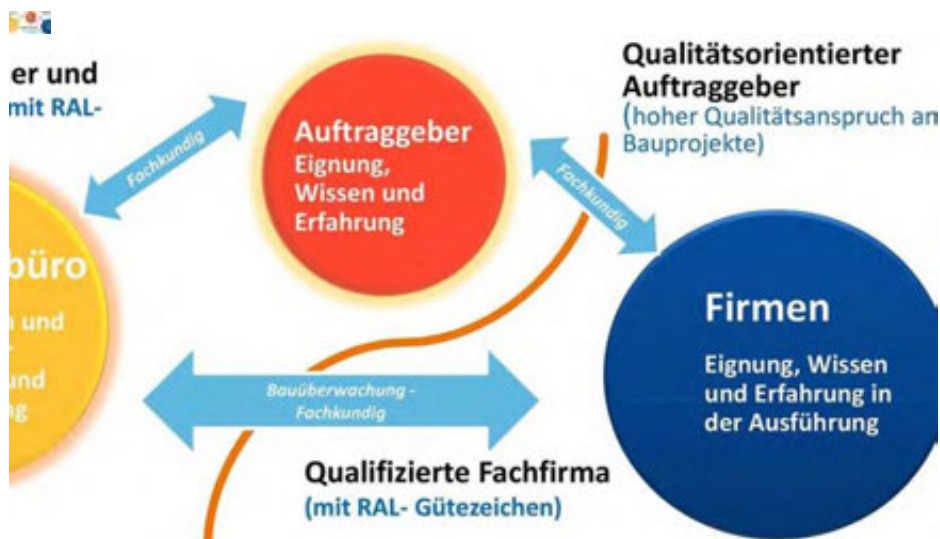 er und
mit RAL-
Fachkundig
Auftraggeber
Eignung,
Wissen und
Erfahrung
Fachkundig
Qualitätsorientierter
Auftraggeber
(hoher Qualitätsanspruch am
Bauprojekte)
büro
und
und
Bauüberwachung -
Fachkundig
Firmen
Eignung, Wissen
und Erfahrung in
der Ausführung
Qualifizierte Fachfirma
(mit RAL- Gütezeichen)